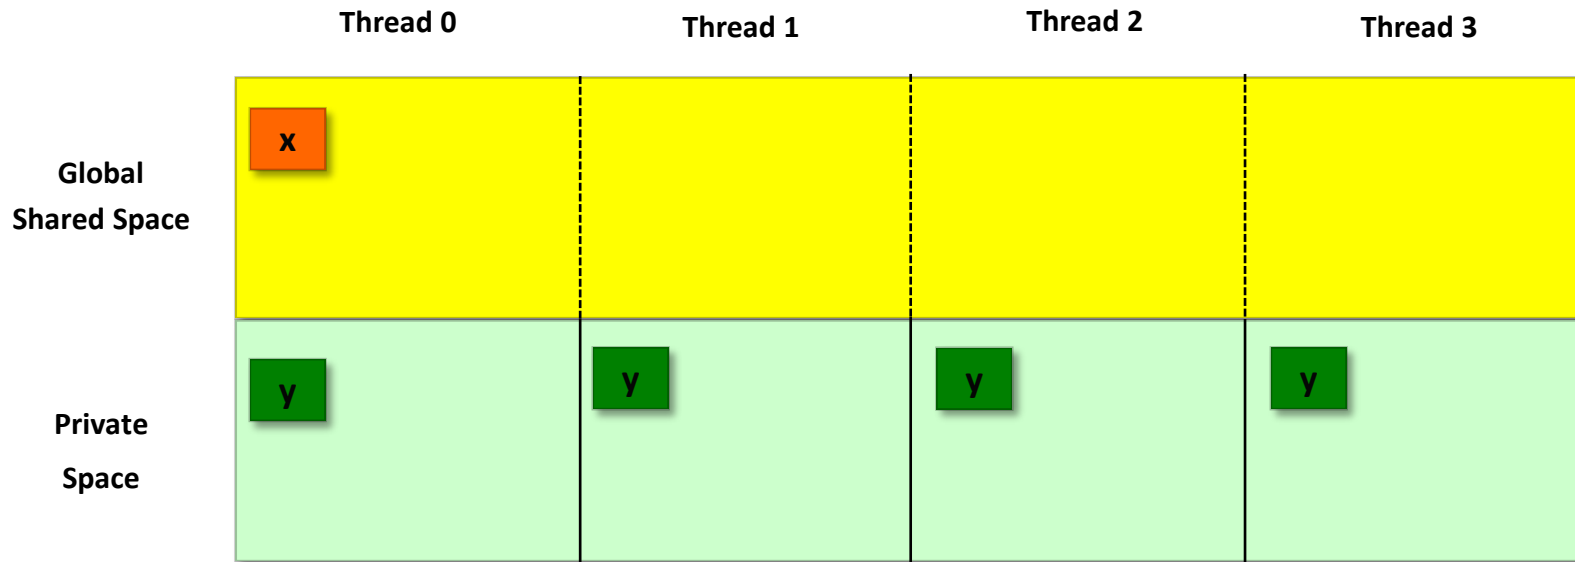 Thread 0
Thread 1
Thread 2
Thread 3
Global
Shared Space
x
Private
Space
y
y
y
y